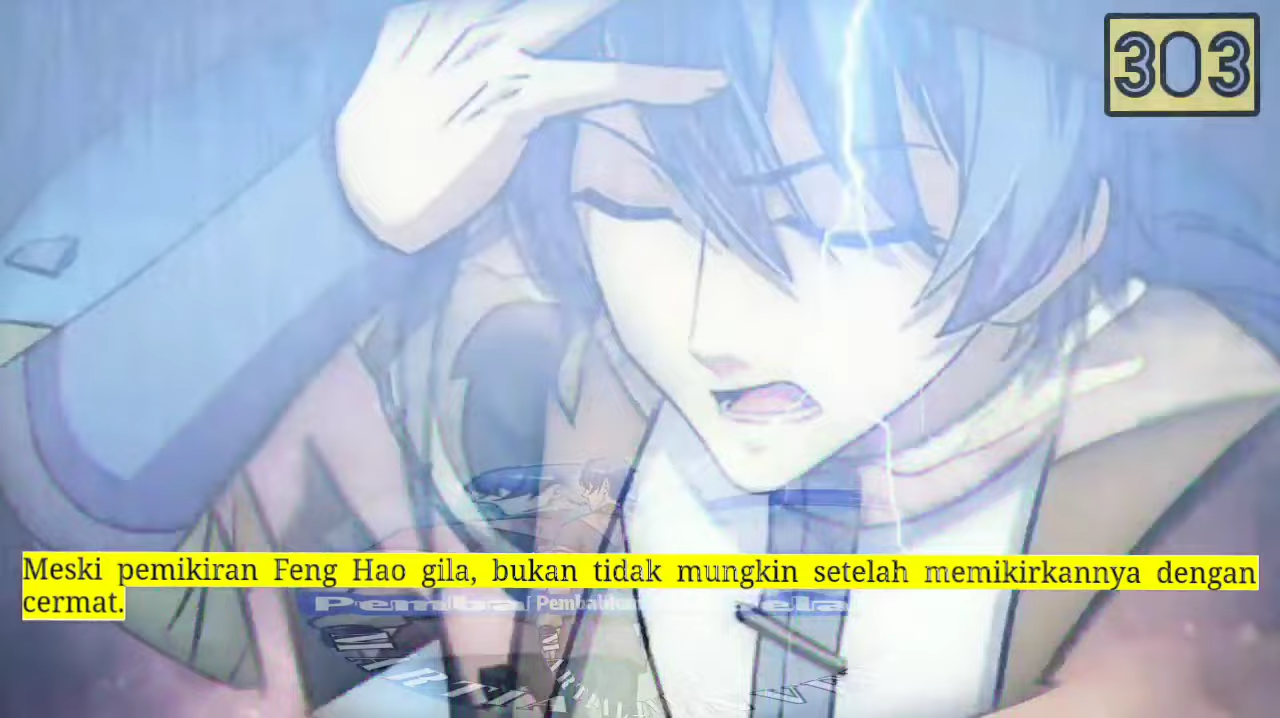 303
Meski pemikiran Feng Hao gila, bukan tidak mungkin setelah memikirkannya dengan
cermat.